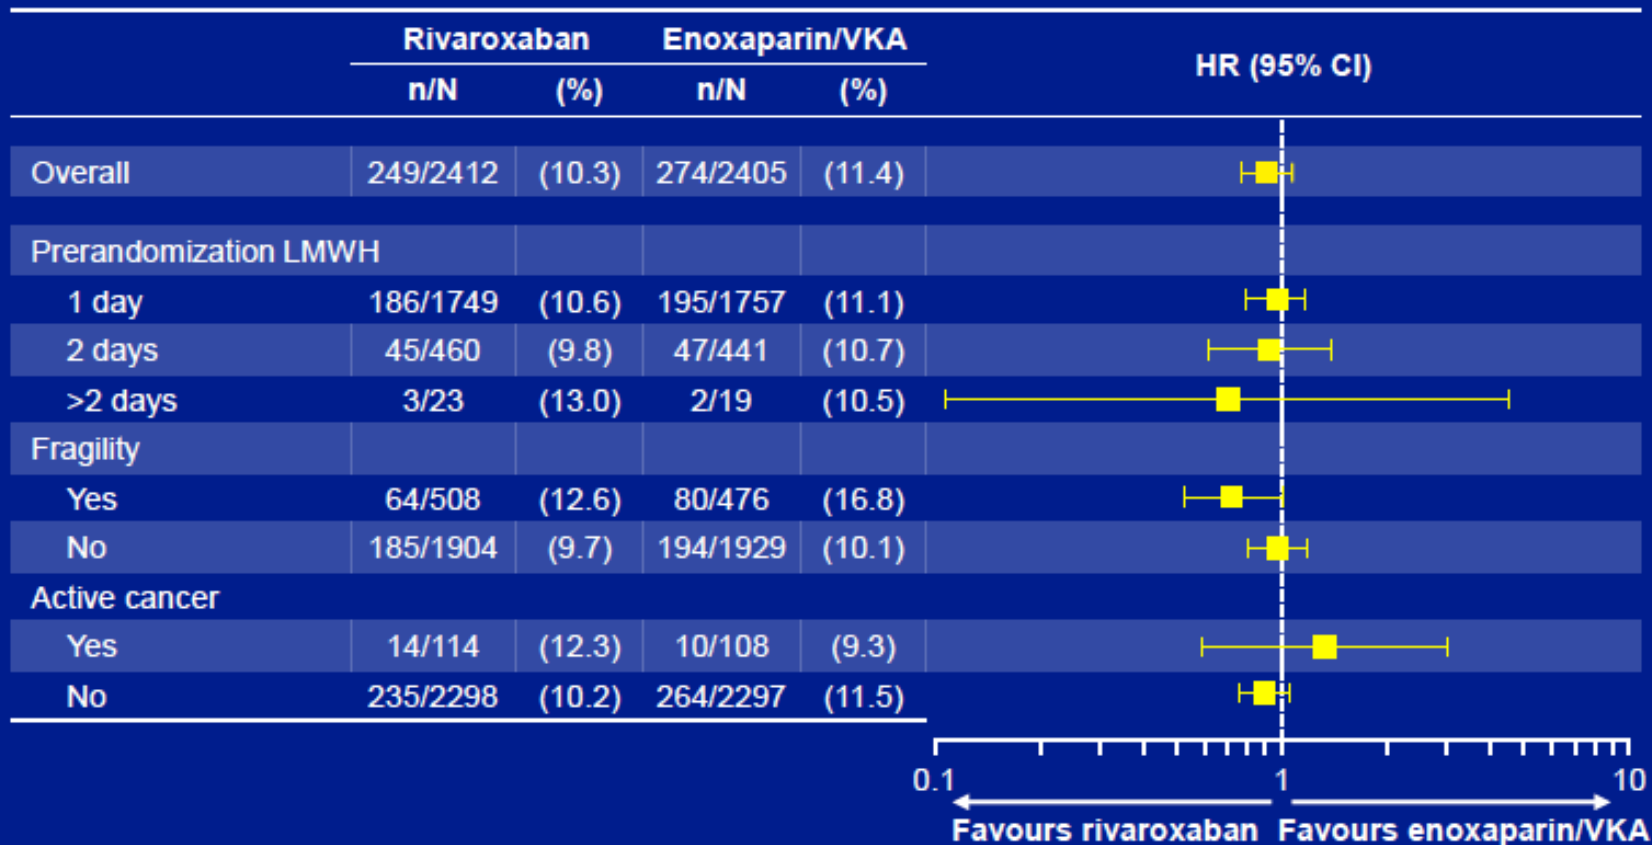 Rivaroxaban Enoxaparin/VKA HR (95% CI)
n/N (%) n/N (%)
Overall 249/2412 (10.3) 274/2405 (11.4)
Prerandomization LMWH
1 day 186/1749 (10.6) 195/1757 (11.1)
2 days 45/460 (9.8) 47/441 (10.7)
>2 days 3/23 (13.0) 2/19 (10.5)
Fragility
Yes 64/508 (12.6) 80/476 (16.8)
No 185/1904 (9.7) 194/1929 (10.1)
Active cancer
Yes 14/114 (12.3) 10/108 (9.3)
No 235/2298 (10.2) 264/2297 (11.5)
0.1 1 10
Favours rivaroxaban Favours enoxaparin/VKA